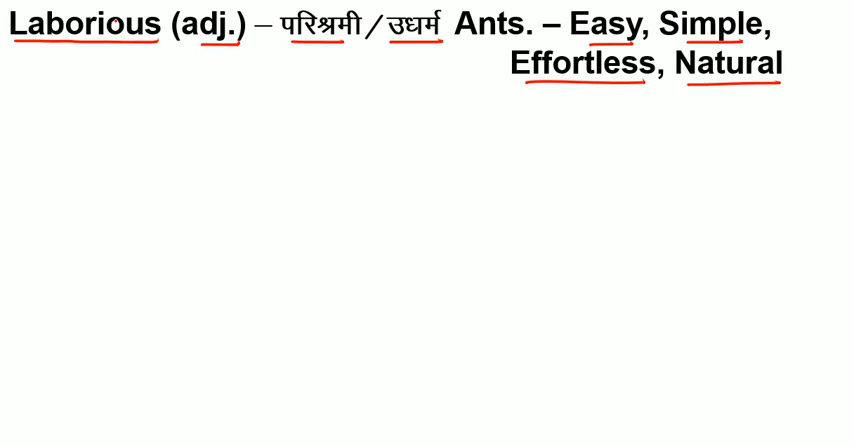 Laborious (adj.) – परिश्रमी/उधर्म Ants. – Easy, Simple,
Effortless, Natural